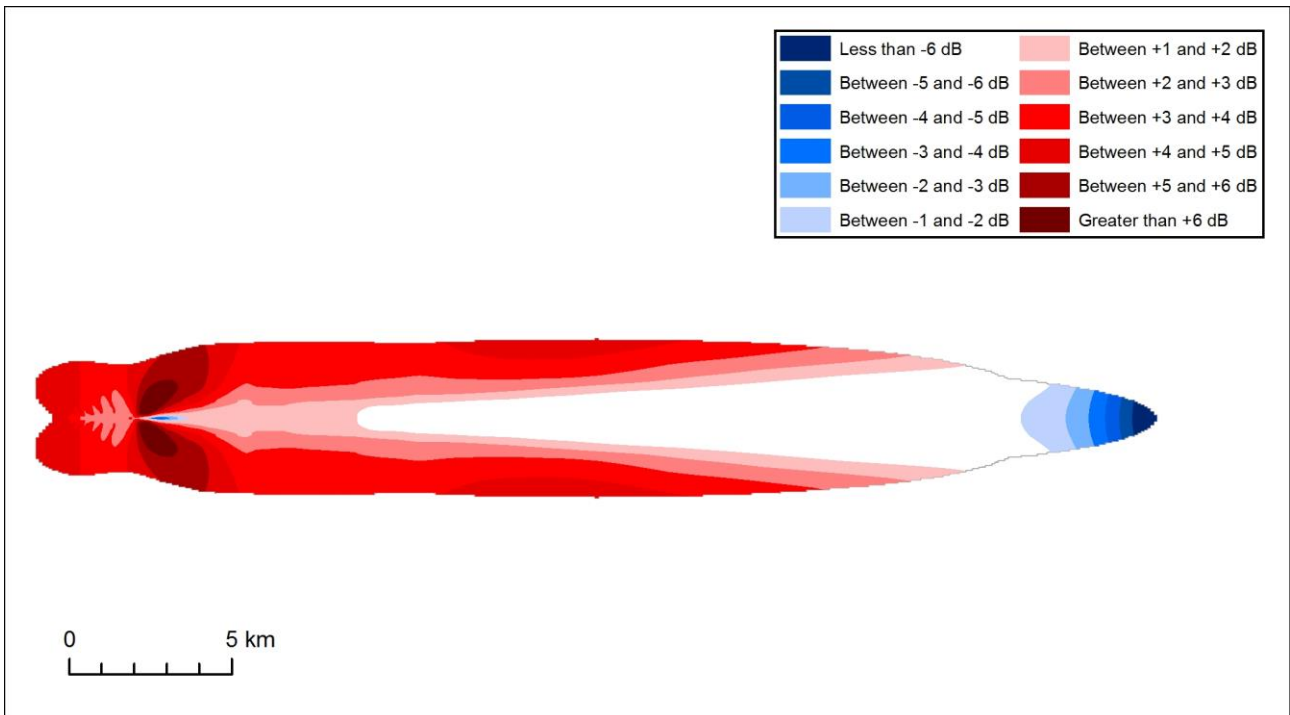 Less than -6 dB
Between -5 and -6 dB
Between -4 and -5 dB
Between -3 and -4 dB
Between -2 and -3 dB
Between -1 and -2 dB
Between +1 and +2 dB
Between +2 and +3 dB
Between +3 and +4 dB
Between +4 and +5 dB
Between +5 and +6 dB
Greater than +6 dB
0 5 km